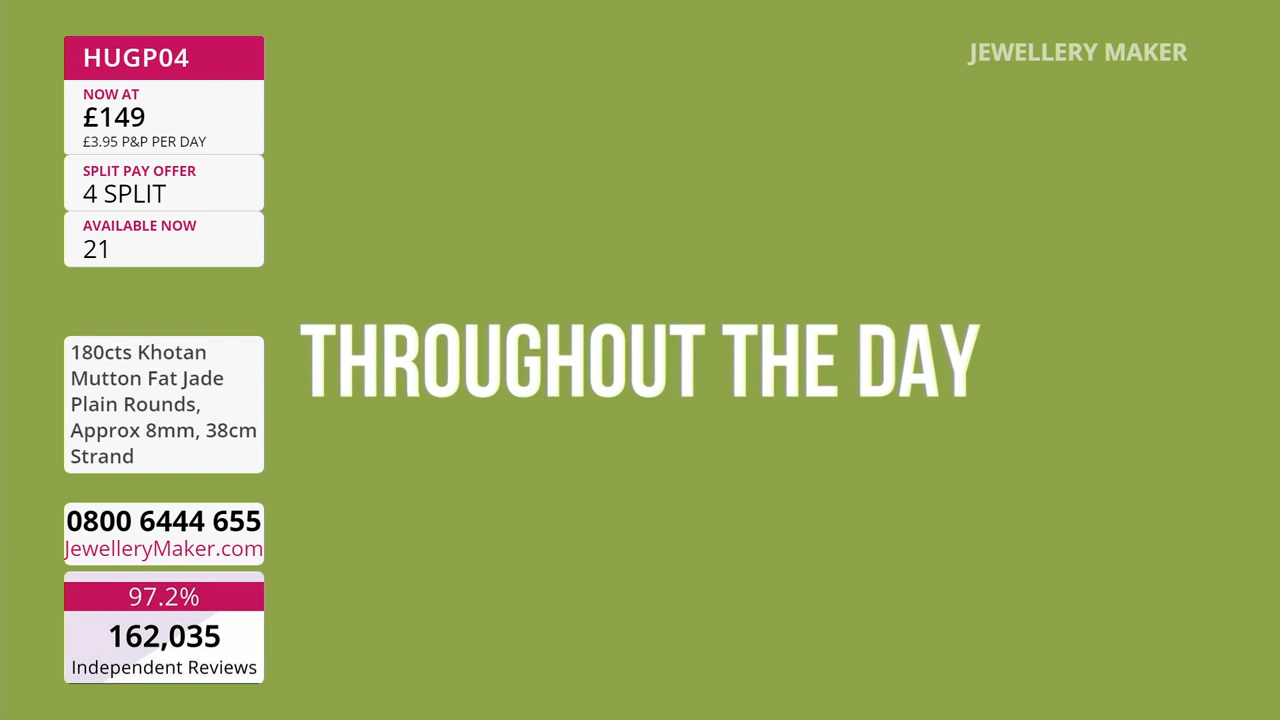 HUGP04
NOW AT
£149
£3.95 P&P PER DAY
SPLIT PAY OFFER
4 SPLIT
AVAILABLE NOW
21
180cts Khotan
Mutton Fat Jade
Plain Rounds,
Approx 8mm, 38cm
Strand
0800 6444 655
JewelleryMaker.com
97.2%
162,035
Independent Reviews
THROUGHOUT THE DAY
JEWELLERY MAKER